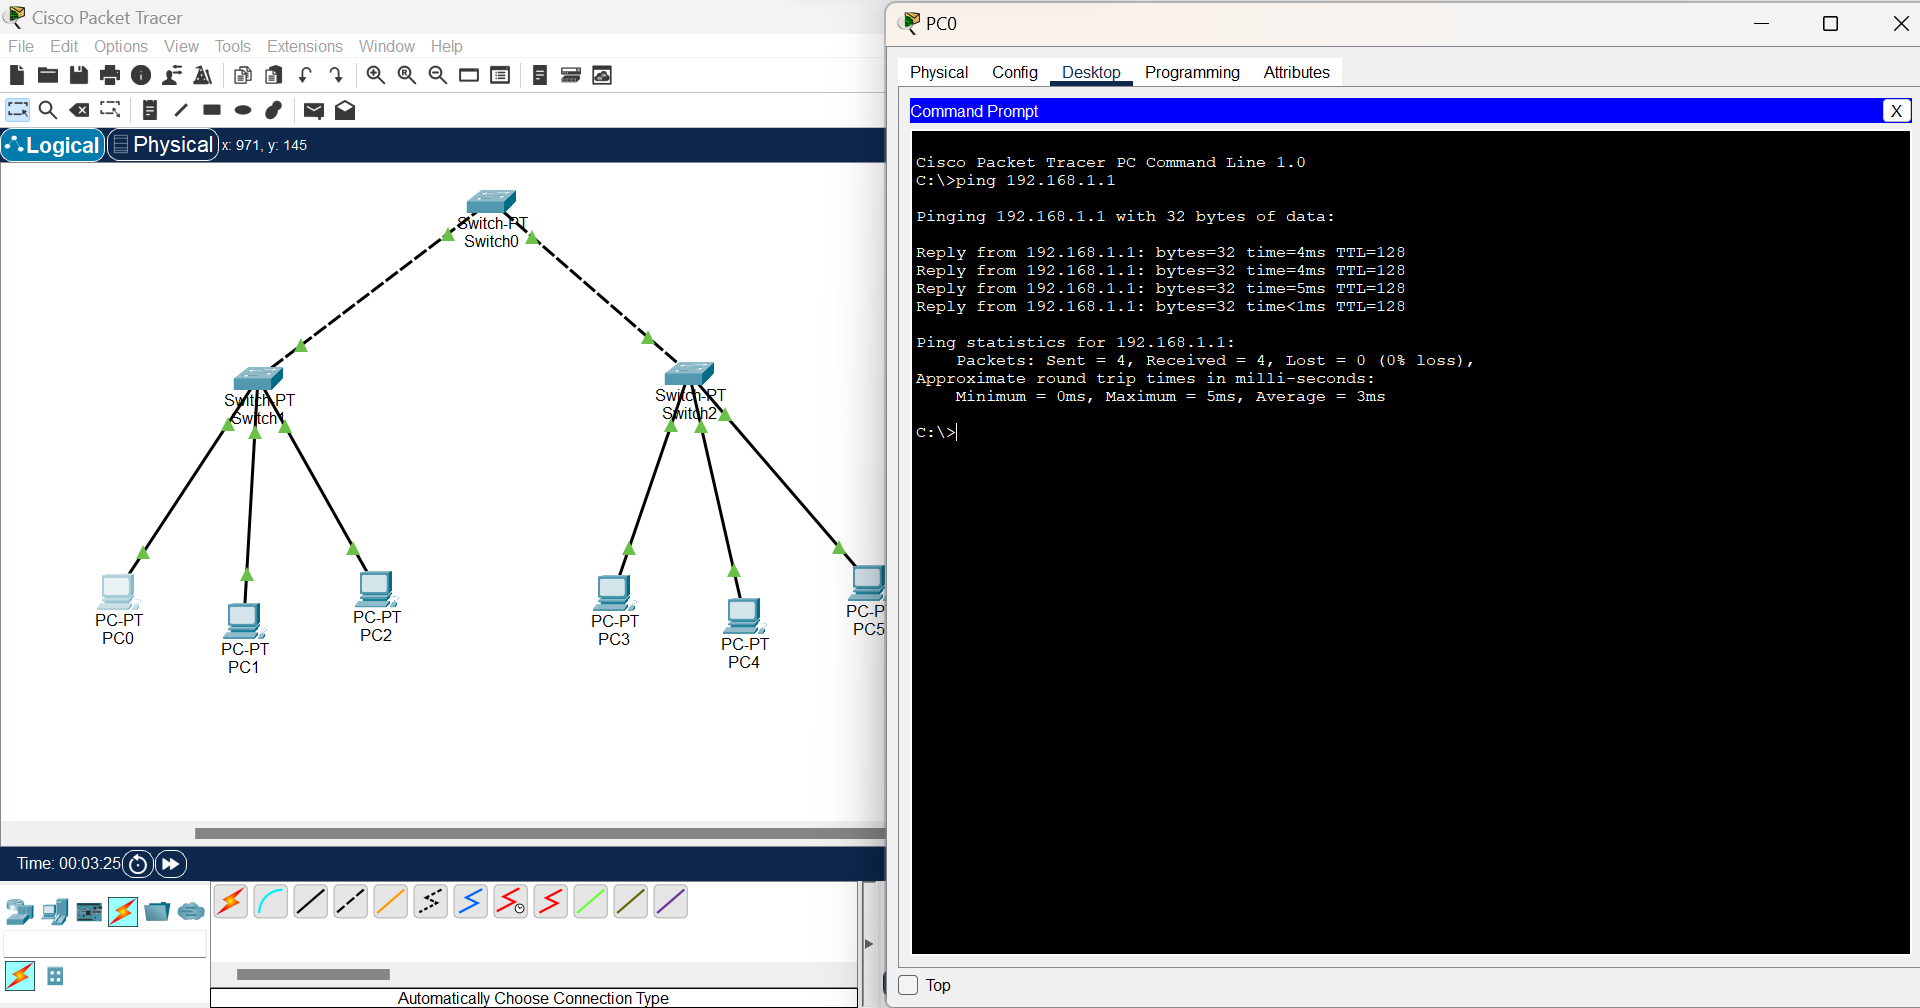 Cisco Packet Tracer
File Edit Options View Tools Extensions Window Help
Logical Physical x: 971, y: 145
Switch-PT
Switch0
Switch-PT
Switch1
Switch-PT
Switch2
PC-PT
PC0
PC-PT
PC1
PC-PT
PC2
PC-PT
PC3
PC-PT
PC4
PC-P
PC5
Time: 00:03:25
Automatically Choose Connection Type
PC0
Physical Config Desktop Programming Attributes
Command Prompt X
Cisco Packet Tracer PC Command Line 1.0
C:\>ping 192.168.1.1
Pinging 192.168.1.1 with 32 bytes of data:
Reply from 192.168.1.1: bytes=32 time=4ms TTL=128
Reply from 192.168.1.1: bytes=32 time=4ms TTL=128
Reply from 192.168.1.1: bytes=32 time=5ms TTL=128
Reply from 192.168.1.1: bytes=32 time<1ms TTL=128
Ping statistics for 192.168.1.1:
Packets: Sent = 4, Received = 4, Lost = 0 (0% loss),
Approximate round trip times in milli-seconds:
Minimum = 0ms, Maximum = 5ms, Average = 3ms
C:\>
Top